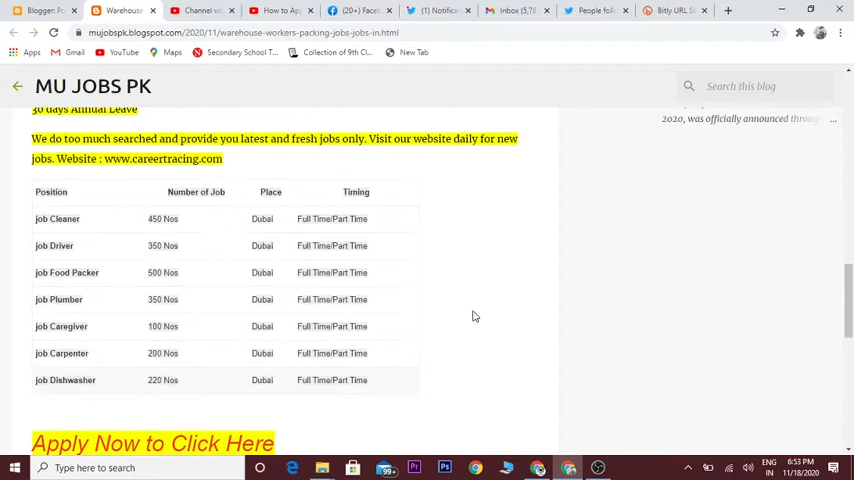 Blogger: Po
Warehouse
Channel vi
How to Ap
(20+) Face
(1) Notific
Inbox (5,78
People foll
Bitly URL S
mujobspk.blogspot.com/2020/11/warehouse-workers-packing-jobs-jobs-in.html
Apps
Gmail
YouTube
Maps
Secondary School T...
Collection of 9th Cl...
New Tab
MU JOBS PK
Search this blog
30 days Annual Leave
2020, was officially announced throug
...
We do too much searched and provide you latest and fresh jobs only. Visit our website daily for new
jobs. Website : www.careertracing.com
Position Number of Job Place Timing
job Cleaner 450 Nos Dubai Full Time/Part Time
job Driver 350 Nos Dubai Full Time/Part Time
job Food Packer 500 Nos Dubai Full Time/Part Time
job Plumber 350 Nos Dubai Full Time/Part Time
job Caregiver 100 Nos Dubai Full Time/Part Time
job Carpenter 200 Nos Dubai Full Time/Part Time
job Dishwasher 220 Nos Dubai Full Time/Part Time
Apply Now to Click Here
Type here to search
99+
Pr
Ps
ENG
IN
6:53 PM
11/18/2020